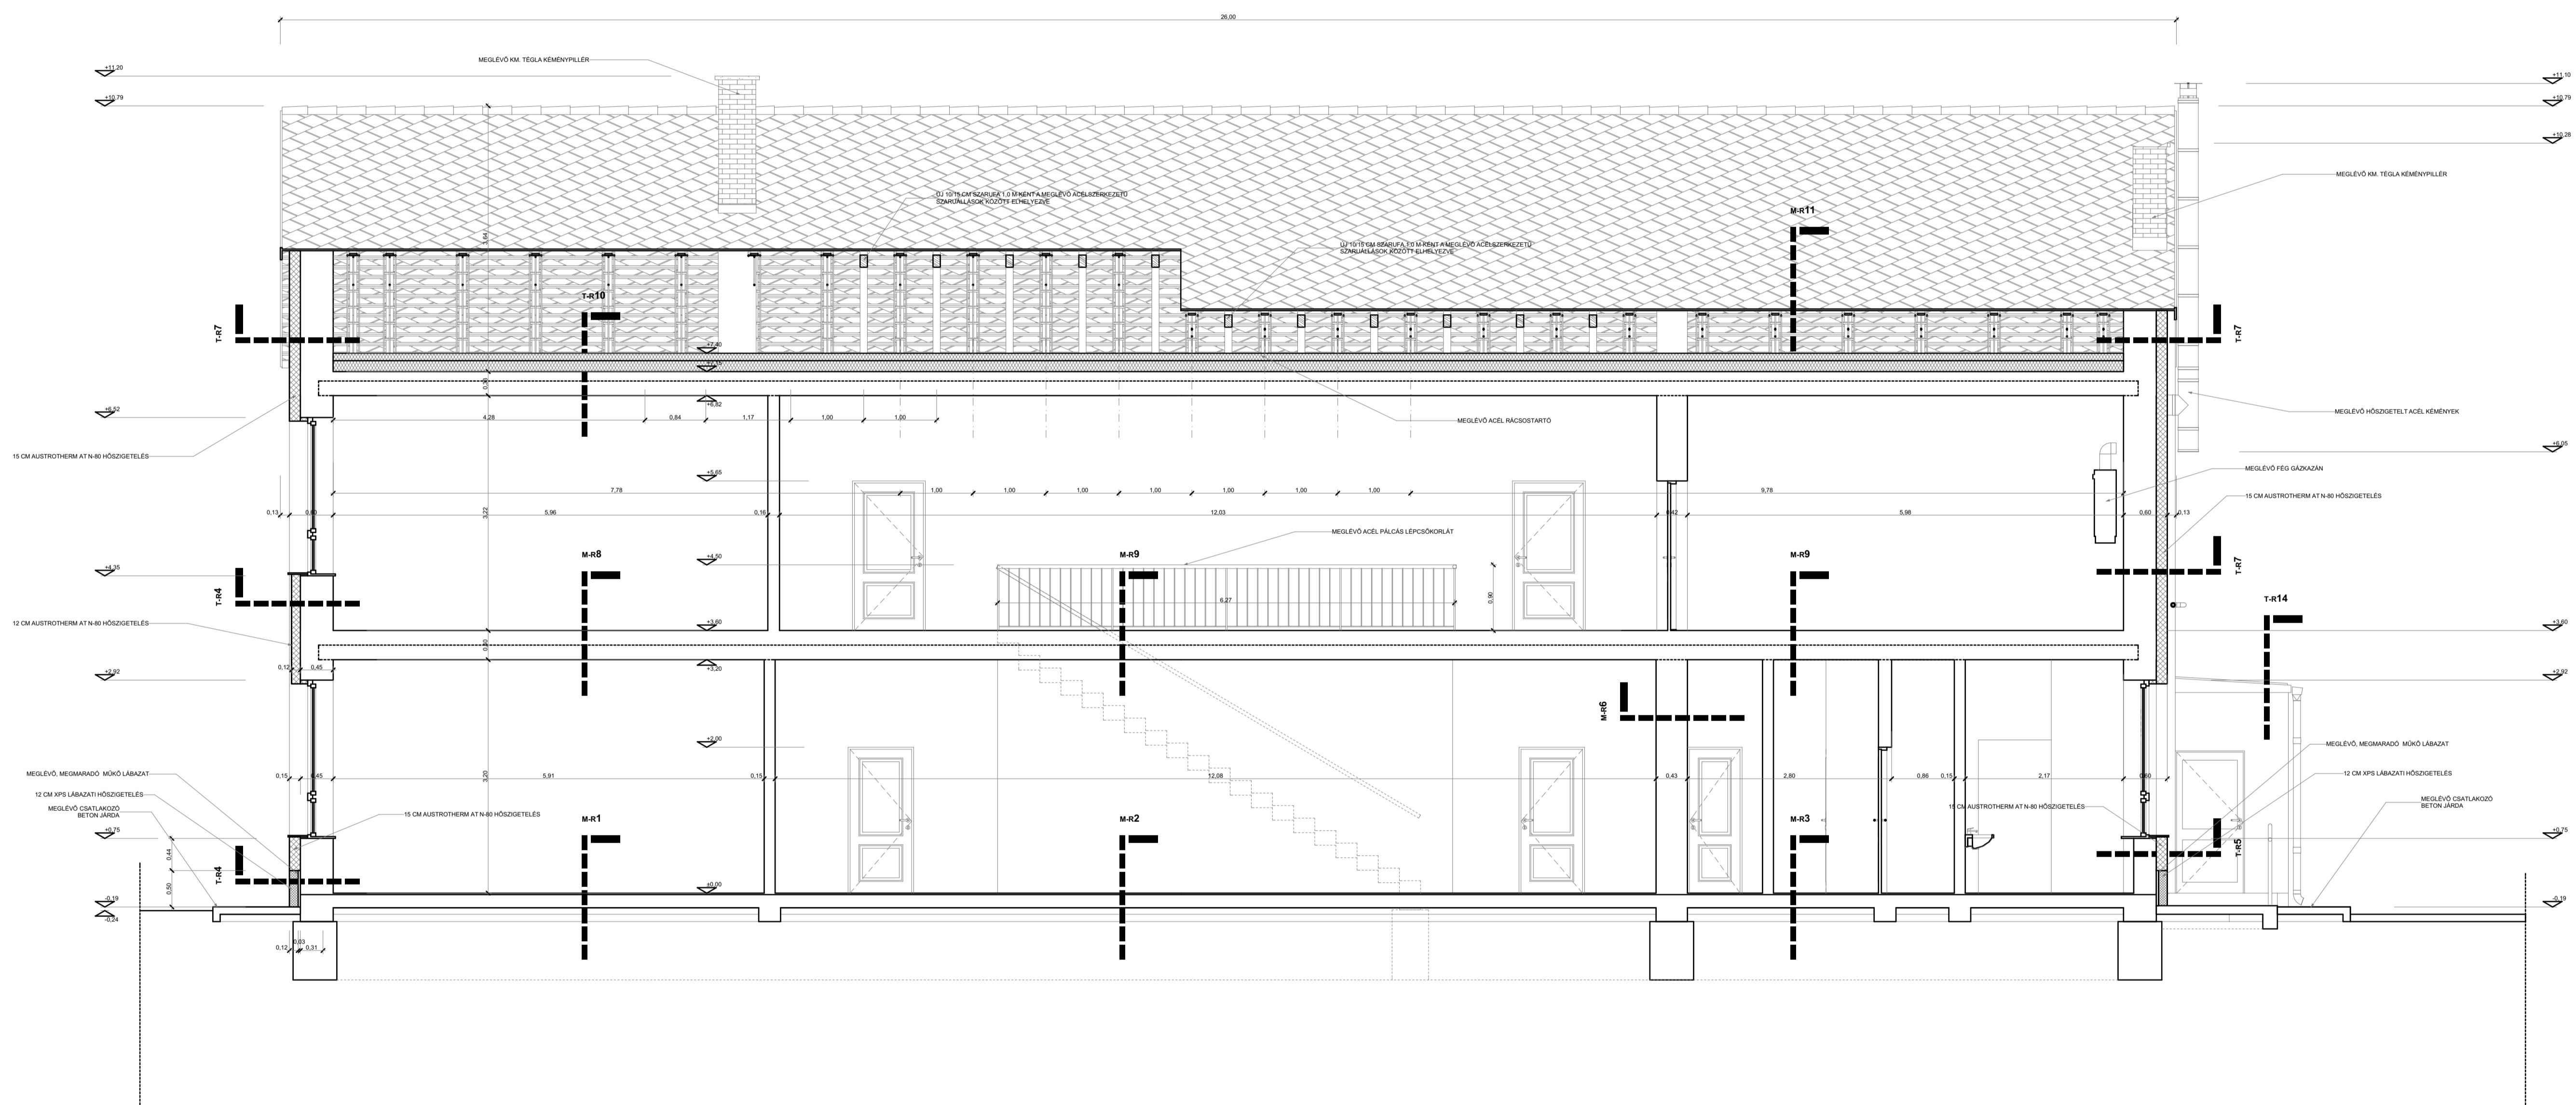 26,00
MEGLÉVŐ KM. TÉGLA KÉMÉNYPILLÉR
+11,20
+11,10
+10,79
+10,79
+10,28
MEGLÉVŐ KM. TÉGLA KÉMÉNYPILLÉR
ÚJ 10/15 CM SZARUFA 1,0 M-KÉNT A MEGLÉVŐ ACÉLSZERKEZETŰ
SZARUÁLLÁSOK KÖZÖTT ELHELYEZVE
M-R11
3,64
ÚJ 10/15 CM SZARUFA 1,0 M-KÉNT A MEGLÉVŐ ACÉLSZERKEZETŰ
SZARUÁLLÁSOK KÖZÖTT ELHELYEZVE
T-R10
T-R7
T-R7
+7,40
+7,15
0,33
+6,82
+6,52
4,28
0,84
1,17
1,00
1,00
MEGLÉVŐ ACÉL RÁCSOSTARTÓ
MEGLÉVŐ HŐSZIGETELT ACÉL KÉMÉNYEK
+6,05
15 CM AUSTROTHERM AT N-80 HŐSZIGETELÉS
MEGLÉVŐ FÉG GÁZKAZÁN
+5,65
7,78
1,00
1,00
1,00
1,00
1,00
1,00
1,00
9,78
15 CM AUSTROTHERM AT N-80 HŐSZIGETELÉS
0,13
0,60
3,22
5,96
0,16
12,03
0,42
5,98
0,60
0,13
MEGLÉVŐ ACÉL PÁLCÁS LÉPCSŐKORLÁT
M-R8
+4,50
M-R9
M-R9
T-R7
+4,35
T-R4
6,27
0,90
T-R14
12 CM AUSTROTHERM AT N-80 HŐSZIGETELÉS
+3,60
+3,60
0,40
+3,20
0,12
0,45
+2,92
+2,92
M-R6
+2,00
MEGLÉVŐ, MEGMARADÓ MŰKŐ LÁBAZAT
0,15
0,45
3,20
5,91
0,15
12,08
0,43
2,80
0,86
0,15
2,17
0,60
MEGLÉVŐ, MEGMARADÓ MŰKŐ LÁBAZAT
12 CM XPS LÁBAZATI HŐSZIGETELÉS
12 CM XPS LÁBAZATI HŐSZIGETELÉS
MEGLÉVŐ CSATLAKOZÓ
BETON JÁRDA
15 CM AUSTROTHERM AT N-80 HŐSZIGETELÉS
15 CM AUSTROTHERM AT N-80 HŐSZIGETELÉS
MEGLÉVŐ CSATLAKOZÓ
BETON JÁRDA
M-R1
M-R2
M-R3
+0,75
+0,75
0,44
T-R4
T-R5
0,50
±0,00
-0,19
-0,24
-0,19
0,12
0,03
0,31